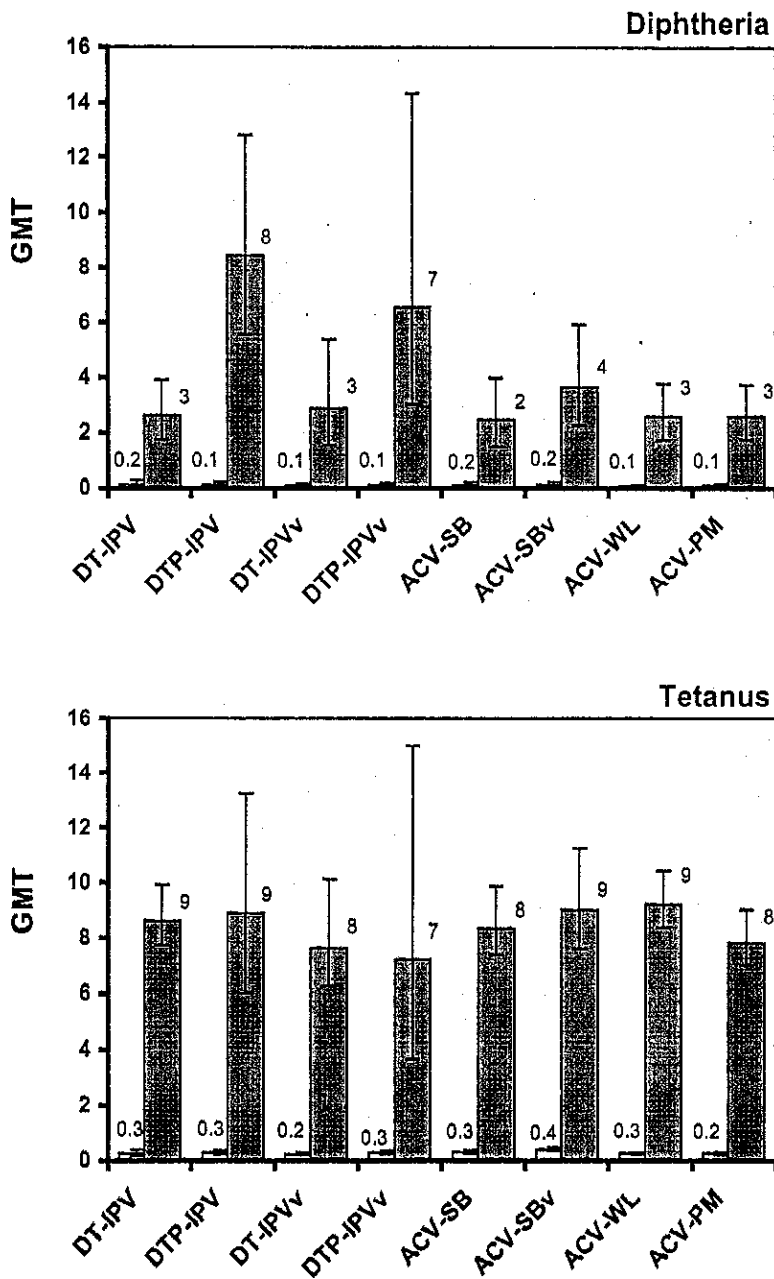 Diphtheria
16
14
12
10
8
6
4
2
0
GMT
0.2 3 0.1 8 0.1 3 0.1 7 0.2 2 0.2 4 0.1 3 0.1 3
DT-IPV DTP-IPV DT-IPVv DTP-IPVv ACV-SB ACV-SBv ACV-WL ACV-PM
Tetanus
16
14
12
10
8
6
4
2
0
GMT
0.3 9 0.3 9 0.2 8 0.3 7 0.3 8 0.4 9 0.3 9 0.2 8
DT-IPV DTP-IPV DT-IPVv DTP-IPVv ACV-SB ACV-SBv ACV-WL ACV-PM